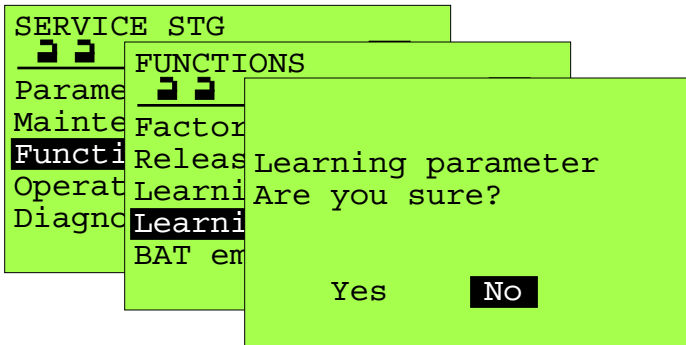 SERVICE STG
Parame
Mainte
Functi
Operat
Diagno
FUNCTIONS
Factor
Releas
Learni
Learni
BAT em
Learning parameter
Are you sure?
Yes No